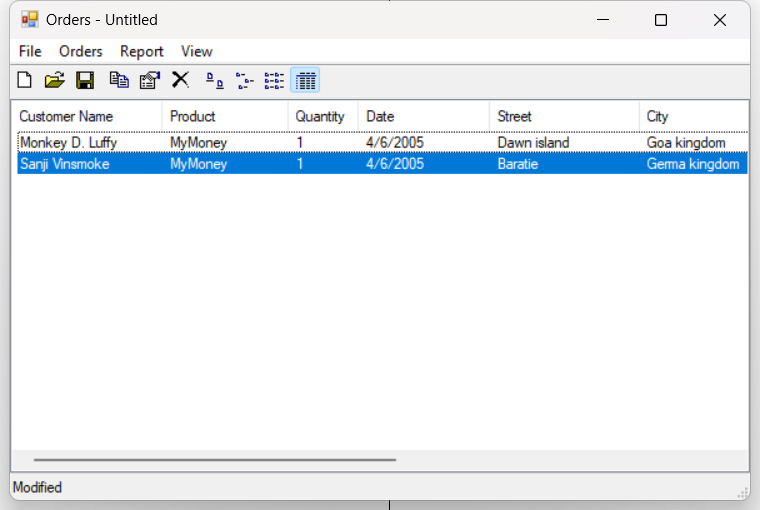 Orders - Untitled
File Orders Report View
Customer Name Product Quantity Date Street City
Monkey D. Luffy MyMoney 1 4/6/2005 Dawn island Goa kingdom
Sanji Vinsmoke MyMoney 1 4/6/2005 Baratie Germa kingdom
Modified